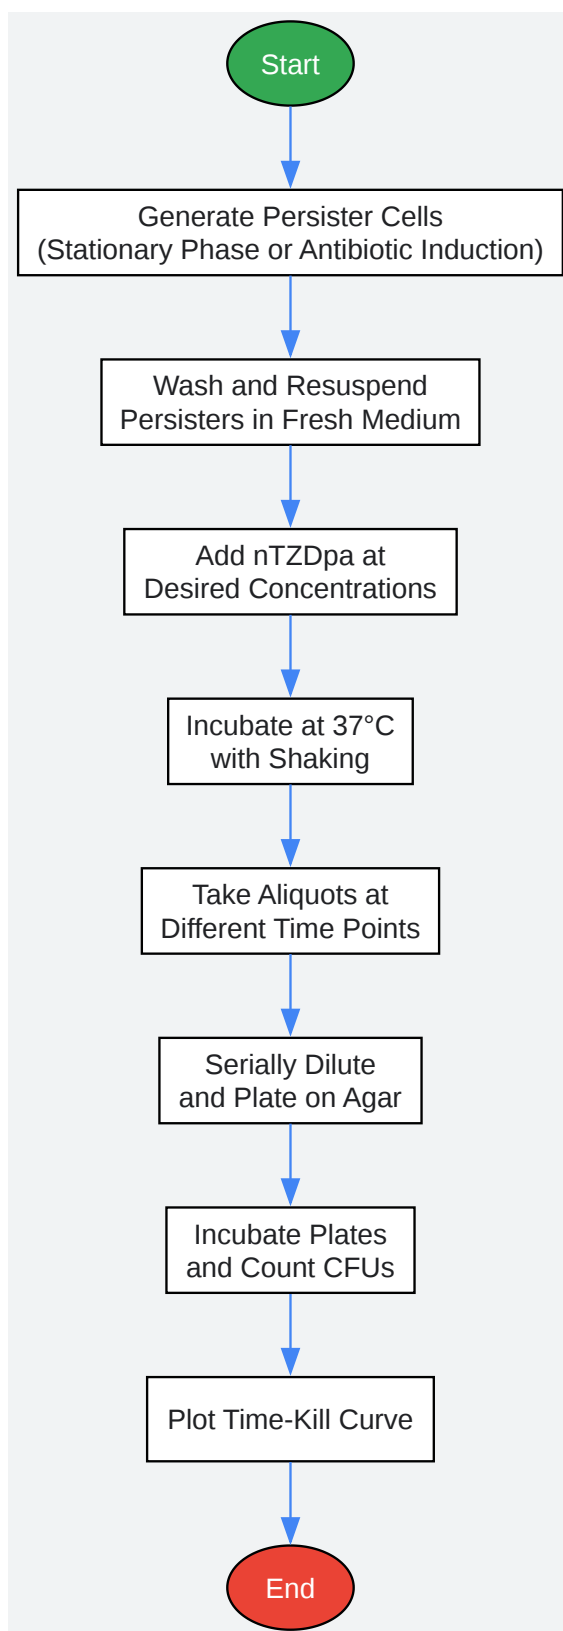 Start
Generate Persister Cells
(Stationary Phase or Antibiotic Induction)
Wash and Resuspend
Persisters in Fresh Medium
Add nTZDpa at
Desired Concentrations
Incubate at 37°C
with Shaking
Take Aliquots at
Different Time Points
Serially Dilute
and Plate on Agar
Incubate Plates
and Count CFUs
Plot Time-Kill Curve
End